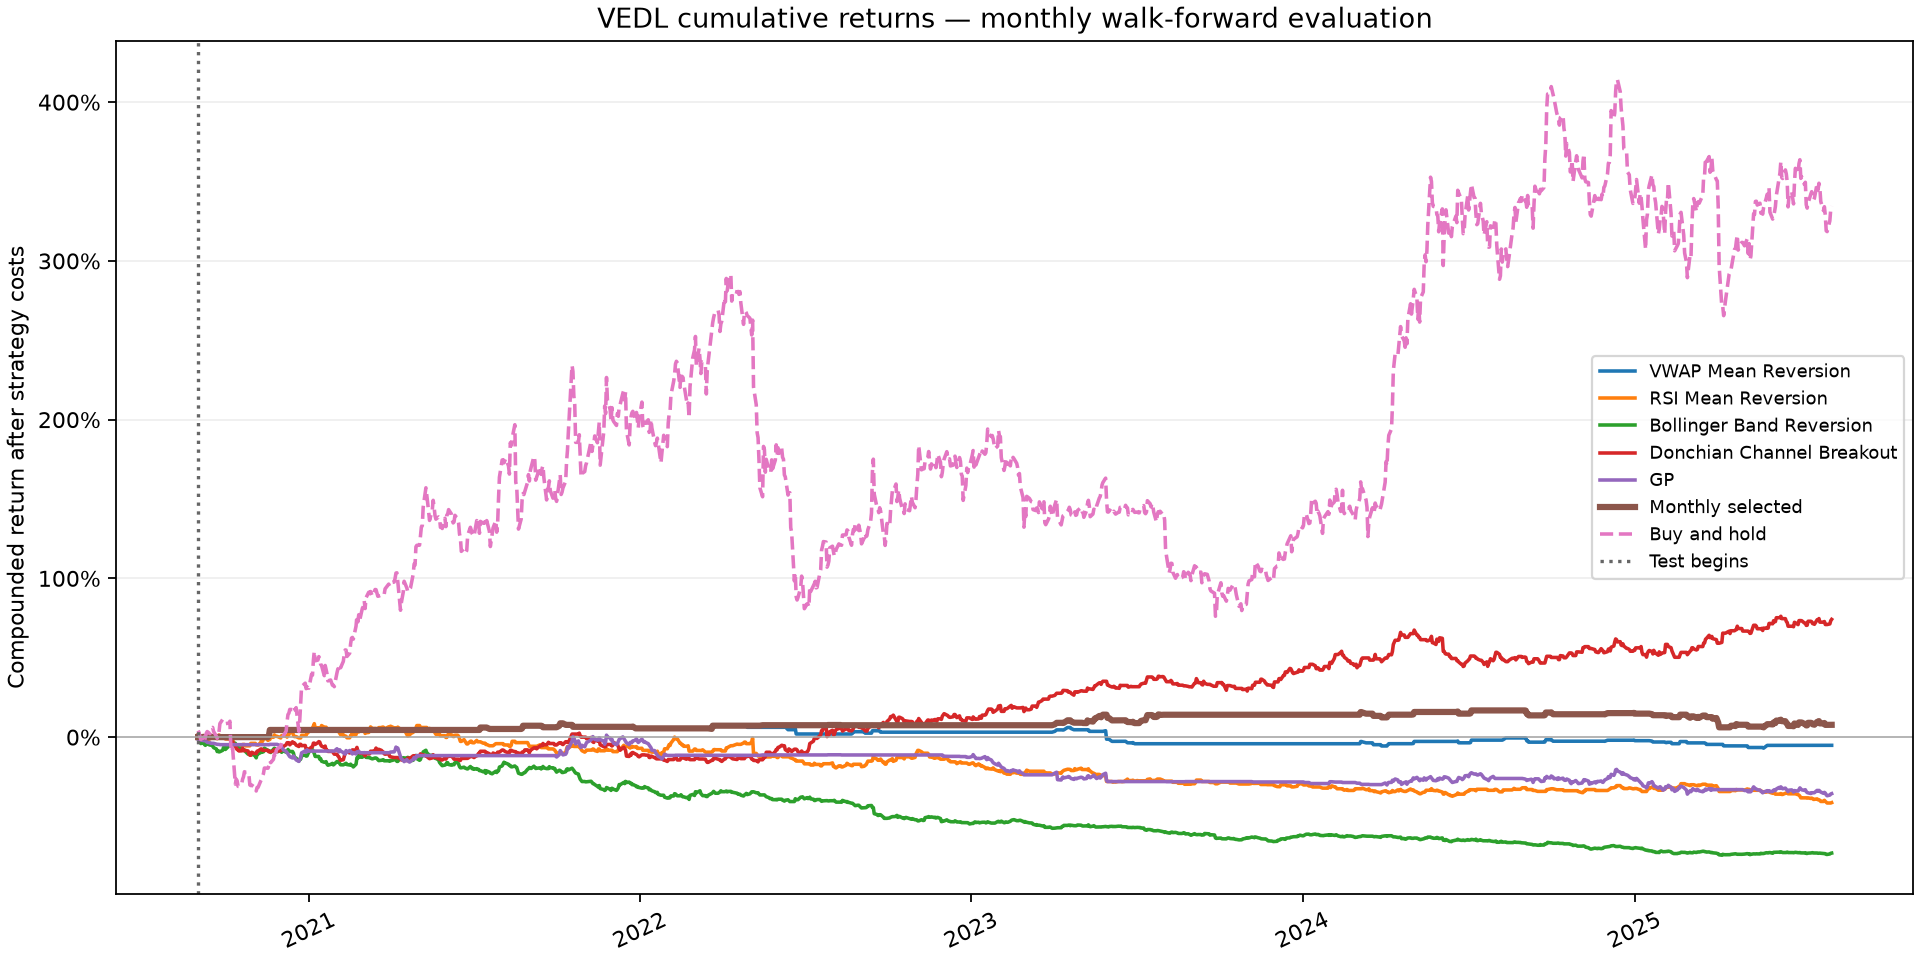 VEDL cumulative returns — monthly walk-forward evaluation
Compounded return after strategy costs
400%
300%
200%
100%
0%
VWAP Mean Reversion
RSI Mean Reversion
Bollinger Band Reversion
Donchian Channel Breakout
GP
Monthly selected
Buy and hold
Test begins
2021
2022
2023
2024
2025